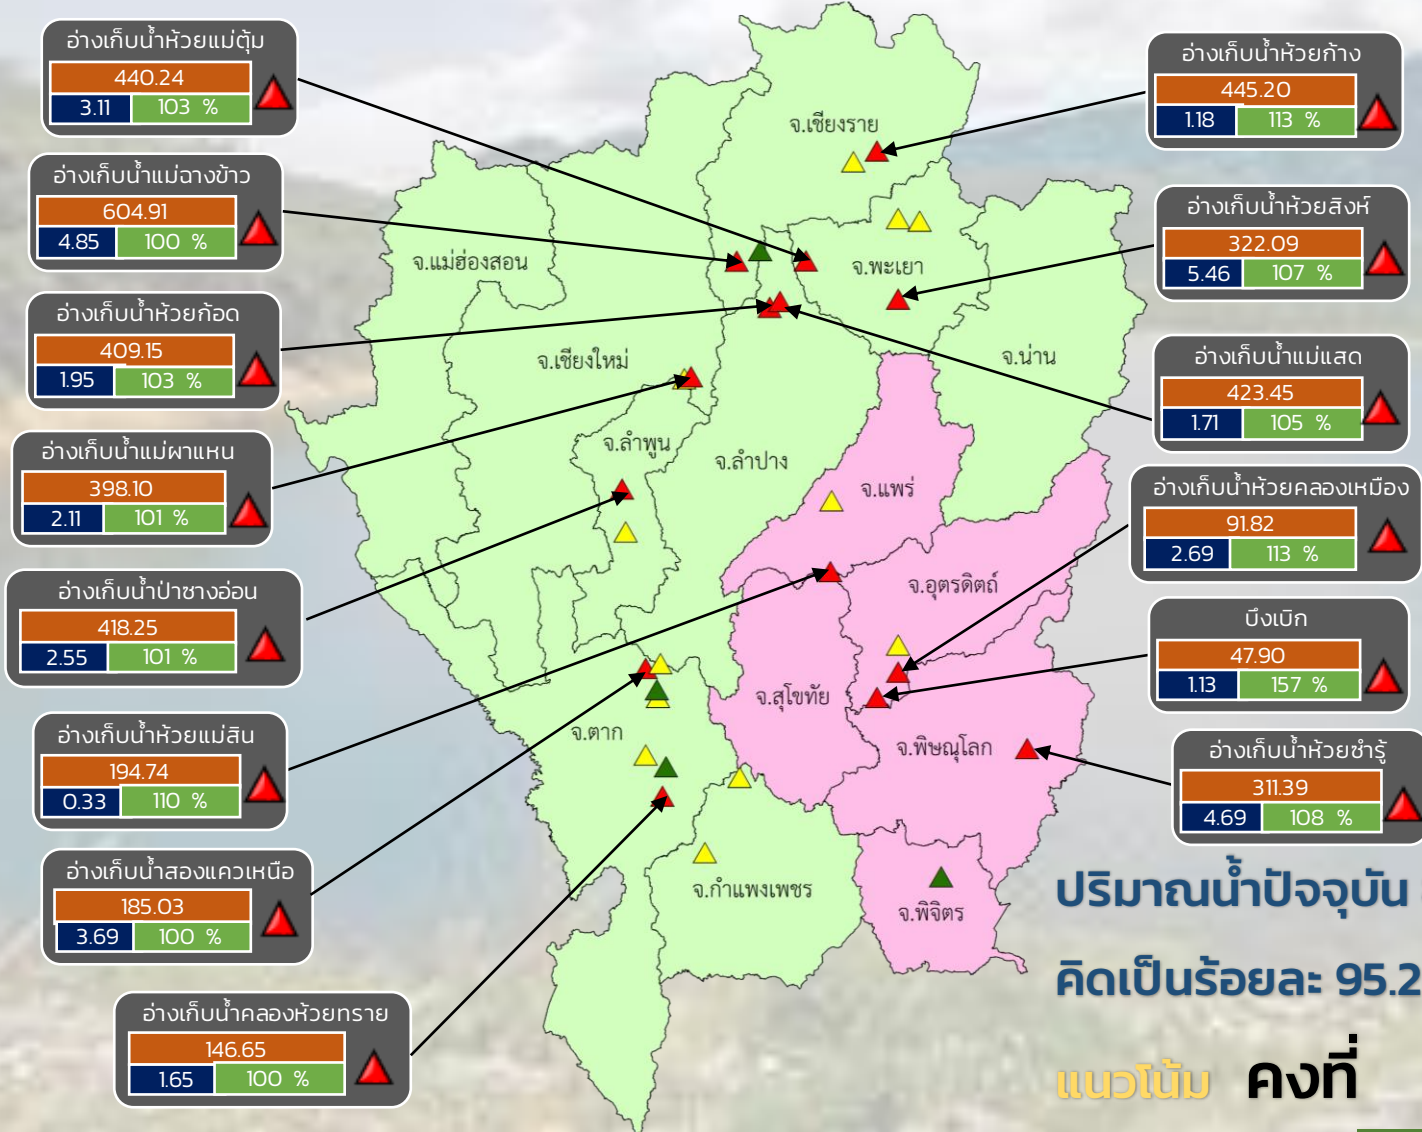 อ่างเก็บน้ำห้วยแม่ตุ้ม
440.24
3.11 103 %
อ่างเก็บน้ำแม่ฉางข้าว
604.91
4.85 100 %
อ่างเก็บน้ำห้วยก้อด
409.15
1.95 103 %
อ่างเก็บน้ำแม่ผาแหน
398.10
2.11 101 %
อ่างเก็บน้ำป่าซางอ่อน
418.25
2.55 101 %
อ่างเก็บน้ำห้วยแม่สิน
194.74
0.33 110 %
อ่างเก็บน้ำสองแควเหนือ
185.03
3.69 100 %
อ่างเก็บน้ำคลองห้วยทราย
146.65
1.65 100 %
จ.เชียงราย
จ.แม่ฮ่องสอน
จ.พะเยา
จ.เชียงใหม่
จ.น่าน
จ.ลำพูน
จ.ลำปาง
จ.แพร่
จ.อุตรดิตถ์
จ.สุโขทัย
จ.ตาก
จ.พิษณุโลก
จ.กำแพงเพชร
จ.พิจิตร
อ่างเก็บน้ำห้วยก้าง
445.20
1.18 113 %
อ่างเก็บน้ำห้วยสิงห์
322.09
5.46 107 %
อ่างเก็บน้ำแม่แสด
423.45
1.71 105 %
อ่างเก็บน้ำห้วยคลองเหมือง
91.82
2.69 113 %
บึงเบิก
47.90
1.13 157 %
อ่างเก็บน้ำห้วยซำรู้
311.39
4.69 108 %
ปริมาณน้ำปัจจุบัน
คิดเป็นร้อยละ 95.2
แนวโน้ม คงที่